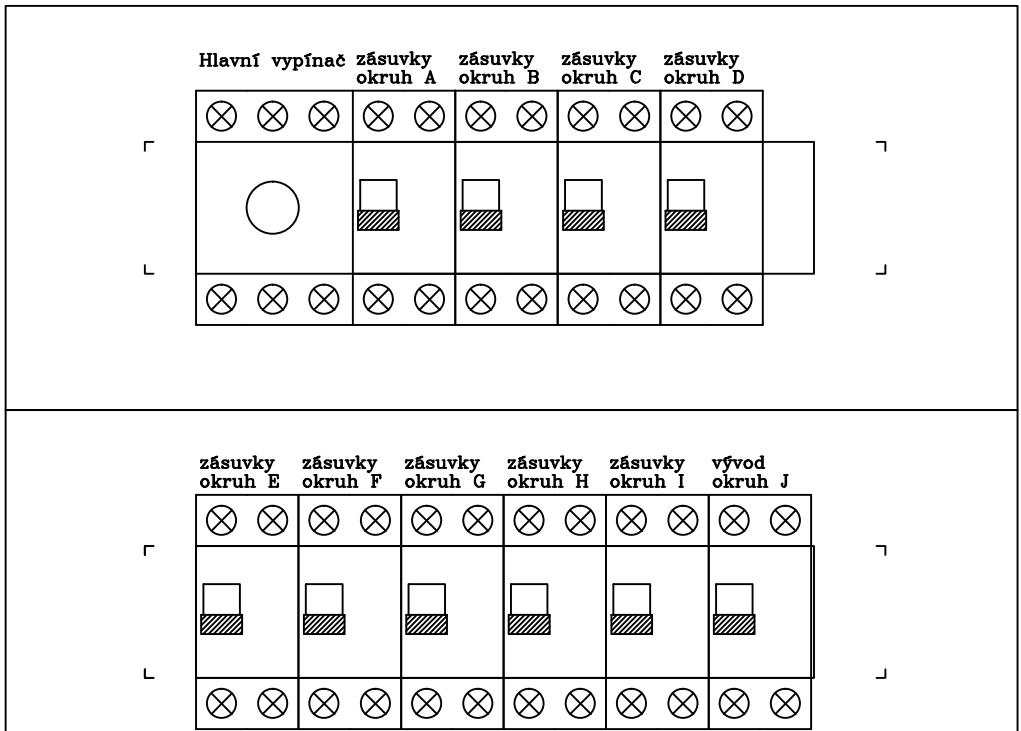 Hlavní vypínač
zásuvky
okruh A
zásuvky
okruh B
zásuvky
okruh C
zásuvky
okruh D
zásuvky
okruh E
zásuvky
okruh F
zásuvky
okruh G
zásuvky
okruh H
zásuvky
okruh I
vývod
okruh J